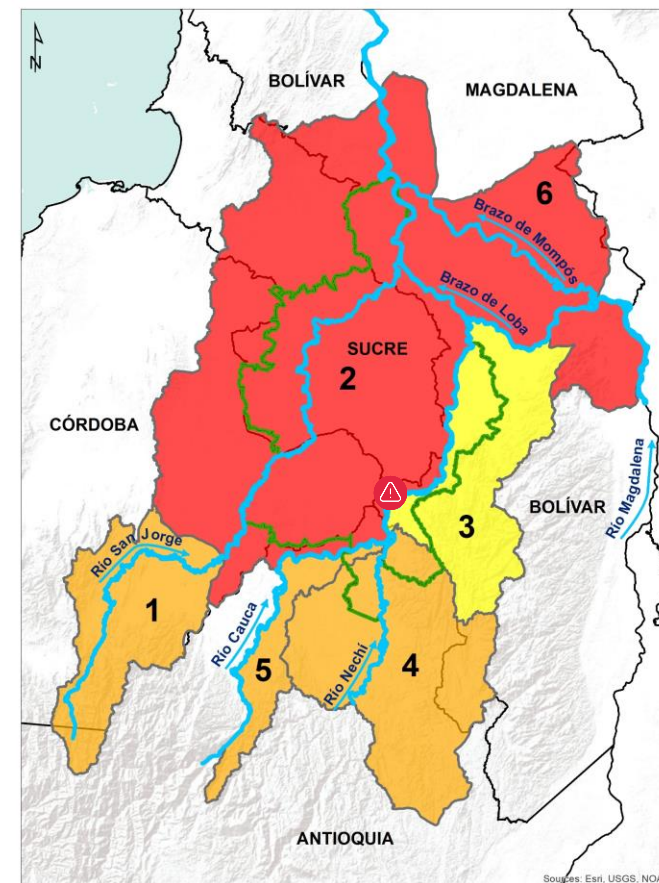 N
BOLÍVAR
MAGDALENA
6
Brazo de Mompós
Brazo de Loba
SUCRE
2
CÓRDOBA
3
BOLÍVAR
Río Magdalena
Río San Jorge
1
Río Cauca
5
Río Nechí
4
ANTIOQUIA
Sources: Esri, USGS, NOA